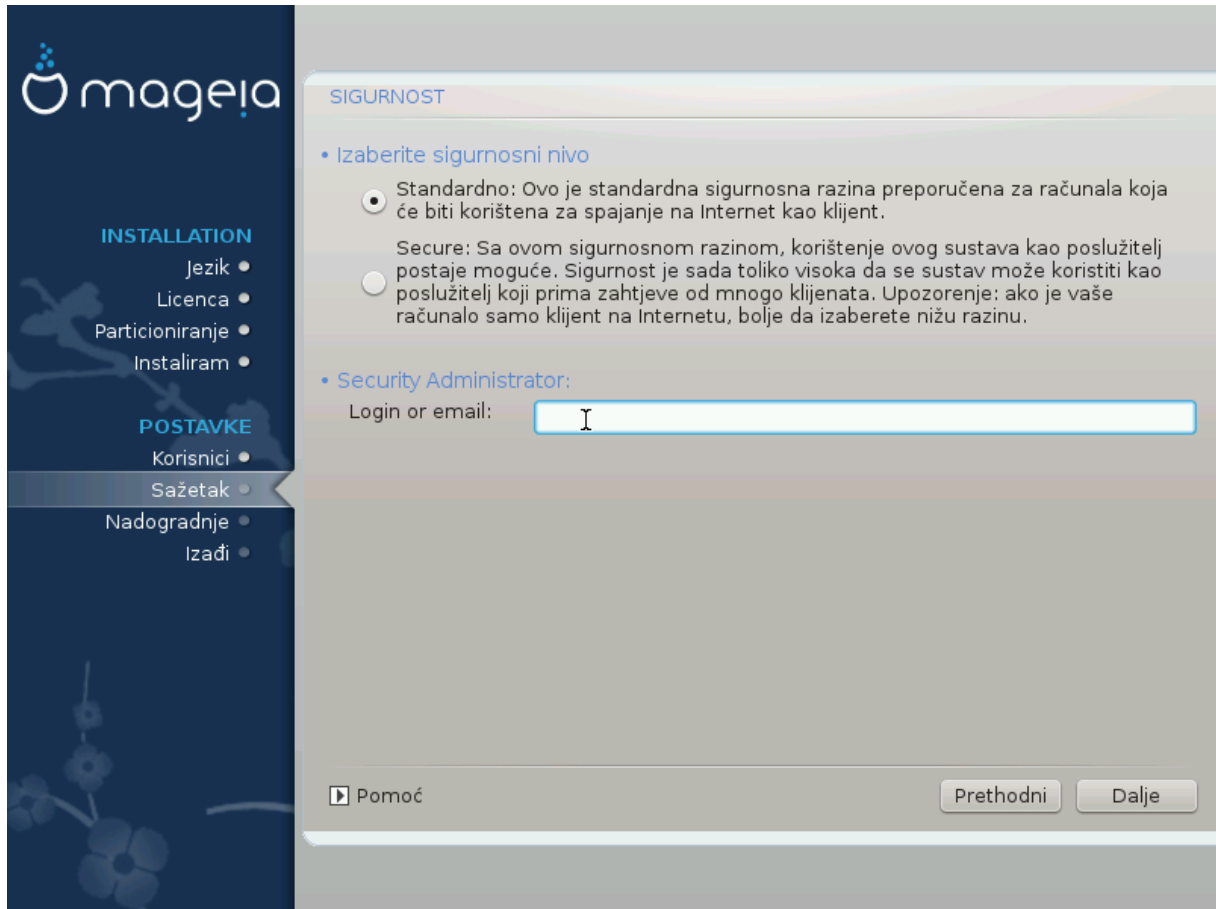 mageia
INSTALLATION
Jezik
Licenca
Particioniranje
Instaliram
POSTAVKE
Korisnici
Sažetak
Nadogradnje
Izađi
SIGURNOST
• Izaberite sigurnosni nivo
Standardno: Ovo je standardna sigurnosna razina preporučena za računala koja
će biti korištena za spajanje na Internet kao klijent.
Secure: Sa ovom sigurnosnom razinom, korištenje ovog sustava kao poslužitelj
postaje moguće. Sigurnost je sada toliko visoka da se sustav može koristiti kao
poslužitelj koji prima zahtjeve od mnogo klijenata. Upozorenje: ako je vaše
računalo samo klijent na Internetu, bolje da izaberete nižu razinu.
• Security Administrator:
Login or email:
Pomoć
Prethodni
Dalje